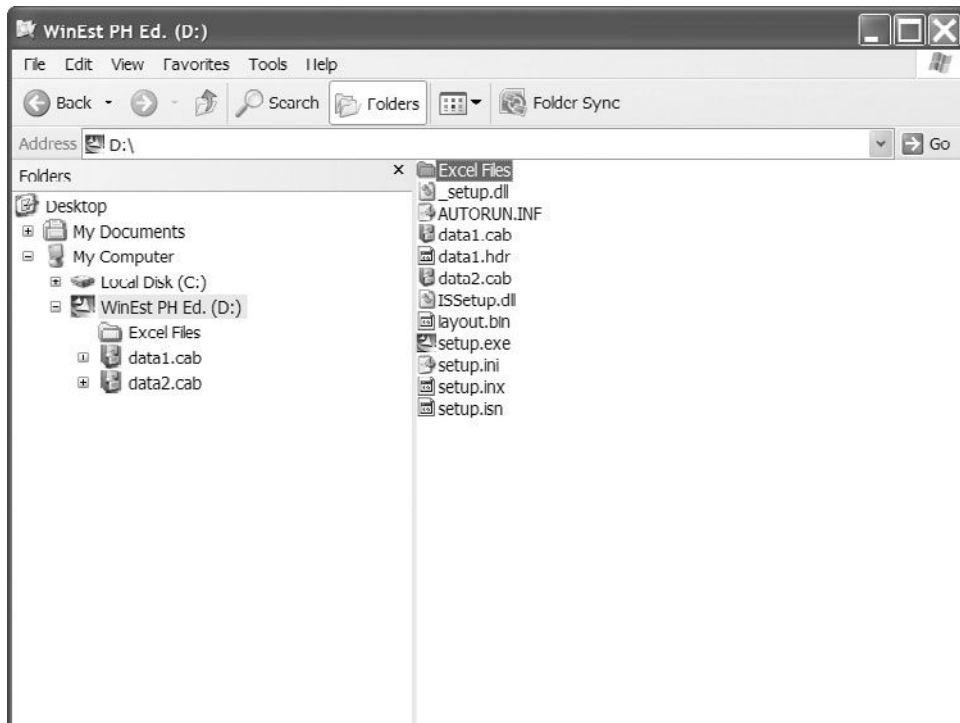 WinEst PH Ed. (D:)
File Edit View Favorites Tools Help
Back Search Folders Folder Sync
Address D:\ Go
Folders ×
Desktop
My Documents
My Computer
Local Disk (C:)
WinEst PH Ed. (D:)
Excel Files
data1.cab
data2.cab
Excel Files
_setup.dll
AUTORUN.INF
data1.cab
data1.hdr
data2.cab
ISSetup.dll
layout.bin
setup.exe
setup.ini
setup.inx
setup.isn